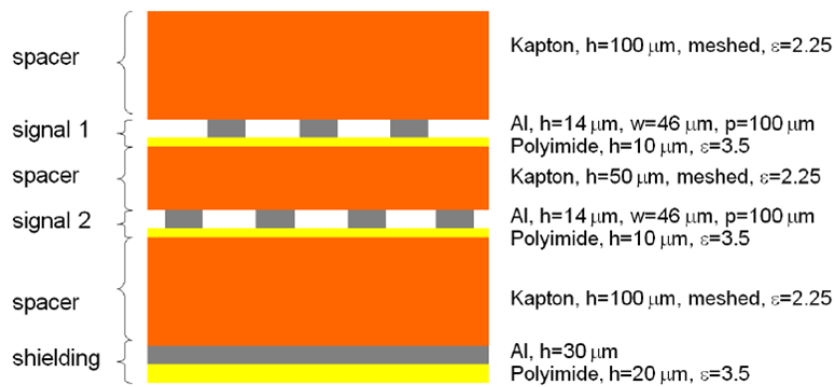 spacer
Kapton, h=100 μm, meshed, ε=2.25
signal 1
Al, h=14 μm, w=46 μm, p=100 μm
Polyimide, h=10 μm, ε=3.5
spacer
Kapton, h=50 μm, meshed, ε=2.25
signal 2
Al, h=14 μm, w=46 μm, p=100 μm
Polyimide, h=10 μm, ε=3.5
spacer
Kapton, h=100 μm, meshed, ε=2.25
shielding
Al, h=30 μm
Polyimide, h=20 μm, ε=3.5